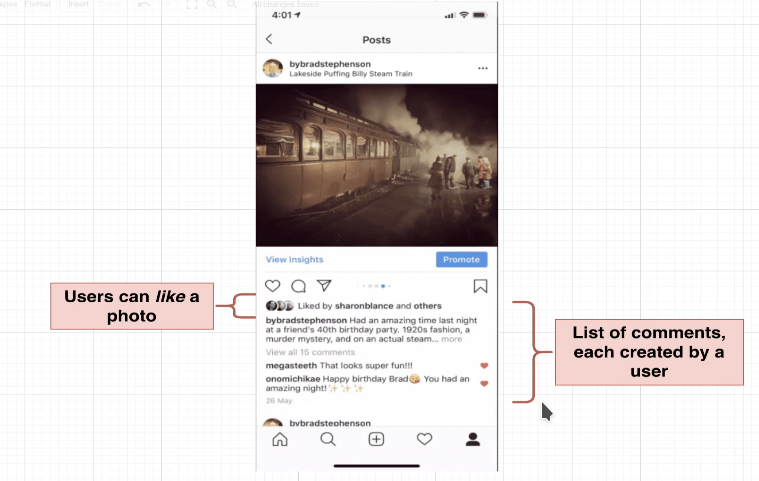 Format Insert
All changes saved
4:01
Posts
bybradstephenson
Lakeside Puffing Billy Steam Train
View Insights
Promote
Liked by sharonblance and others
bybradstephenson Had an amazing time last night
at a friend's 40th birthday party. 1920s fashion, a
murder mystery, and on an actual steam... more
View all 15 comments
megasteeth That looks super fun!!!
onomichikae Happy birthday Brad😘 You had an
amazing night!✨✨✨
26 May
bybradstephenson
Users can like a
photo
List of comments,
each created by a
user